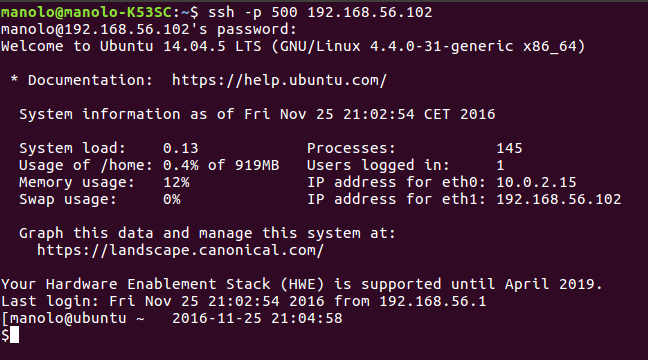 manolo@manolo-K53SC:~$ ssh -p 500 192.168.56.102
manolo@192.168.56.102's password:
Welcome to Ubuntu 14.04.5 LTS (GNU/Linux 4.4.0-31-generic x86_64)
* Documentation:  https://help.ubuntu.com/
System information as of Fri Nov 25 21:02:54 CET 2016
System load:    0.13               Processes:           145
Usage of /home: 0.4% of 919MB   Users logged in:     1
Memory usage:   12%                IP address for eth0: 10.0.2.15
Swap usage:     0%                 IP address for eth1: 192.168.56.102
Graph this data and manage this system at:
https://landscape.canonical.com/
Your Hardware Enablement Stack (HWE) is supported until April 2019.
Last login: Fri Nov 25 21:02:54 2016 from 192.168.56.1
[manolo@ubuntu ~   2016-11-25 21:04:58
$